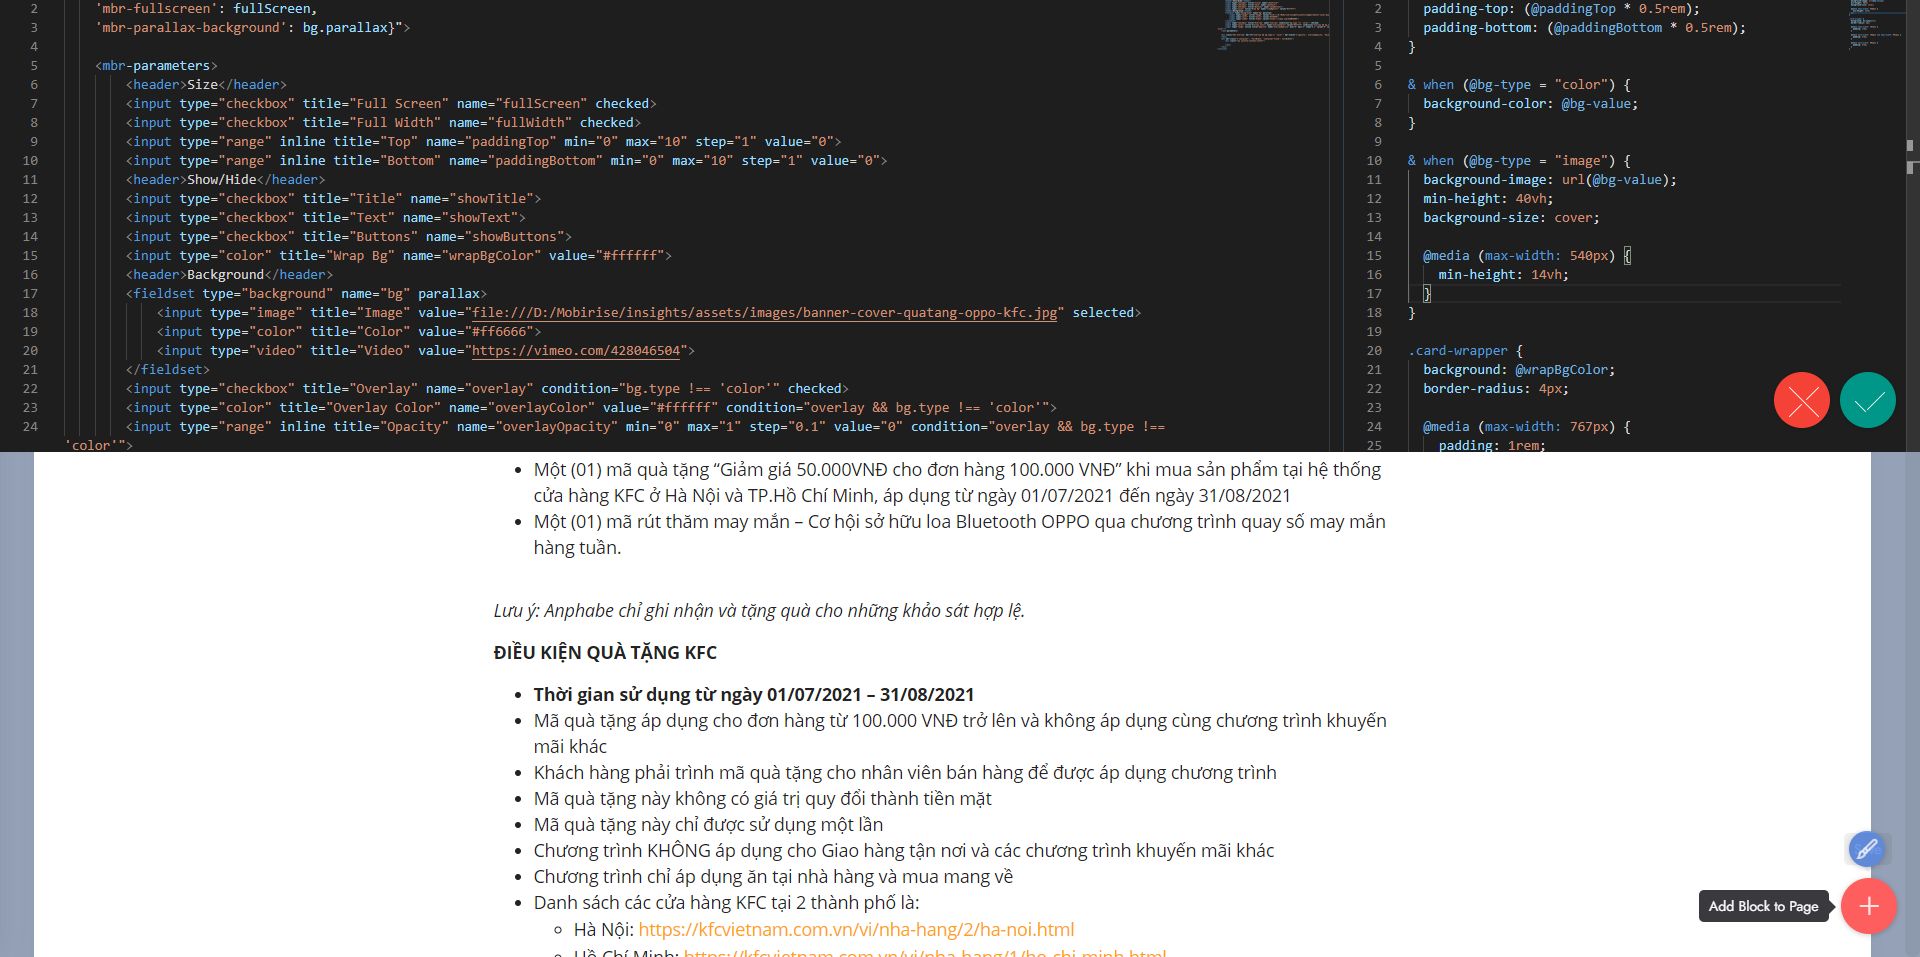 2 'mbr-fullscreen': fullScreen,
3 'mbr-parallax-background': bg.parallax}">
4
5 <mbr-parameters>
6 <header>Size</header>
7 <input type="checkbox" title="Full Screen" name="fullScreen" checked>
8 <input type="checkbox" title="Full Width" name="fullWidth" checked>
9 <input type="range" inline title="Top" name="paddingTop" min="0" max="10" step="1" value="0">
10 <input type="range" inline title="Bottom" name="paddingBottom" min="0" max="10" step="1" value="0">
11 <header>Show/Hide</header>
12 <input type="checkbox" title="Title" name="showTitle">
13 <input type="checkbox" title="Text" name="showText">
14 <input type="checkbox" title="Buttons" name="showButtons">
15 <input type="color" title="Wrap Bg" name="wrapBgColor" value="#ffffff">
16 <header>Background</header>
17 <fieldset type="background" name="bg" parallax>
18 <input type="image" title="Image" value="file:///D:/Mobirise/insights/assets/images/banner-cover-quatang-oppo-kfc.jpg" selected>
19 <input type="color" title="Color" value="#ff6666">
20 <input type="video" title="Video" value="https://vimeo.com/428046504">
21 </fieldset>
22 <input type="checkbox" title="Overlay" name="overlay" condition="bg.type !== 'color'" checked>
23 <input type="color" title="Overlay Color" name="overlayColor" value="#ffffff" condition="overlay && bg.type !== 'color'">
24 <input type="range" inline title="Opacity" name="overlayOpacity" min="0" max="1" step="0.1" value="0" condition="overlay && bg.type !==
'color'">
2 padding-top: (@paddingTop * 0.5rem);
3 padding-bottom: (@paddingBottom * 0.5rem);
4 }
5
6 & when (@bg-type = "color") {
7 background-color: @bg-value;
8 }
9
10 & when (@bg-type = "image") {
11 background-image: url(@bg-value);
12 min-height: 40vh;
13 background-size: cover;
14
15 @media (max-width: 540px) {
16 min-height: 14vh;
17 }
18 }
19
20 .card-wrapper {
21 background: @wrapBgColor;
22 border-radius: 4px;
23
24 @media (max-width: 767px) {
25 padding: 1rem;
• Một (01) mã quà tặng “Giảm giá 50.000VNĐ cho đơn hàng 100.000 VNĐ” khi mua sản phẩm tại hệ thống
cửa hàng KFC ở Hà Nội và TP.Hồ Chí Minh, áp dụng từ ngày 01/07/2021 đến ngày 31/08/2021
• Một (01) mã rút thăm may mắn – Cơ hội sở hữu loa Bluetooth OPPO qua chương trình quay số may mắn
hàng tuần.
Lưu ý: Anphabe chỉ ghi nhận và tặng quà cho những khảo sát hợp lệ.
ĐIỀU KIỆN QUÀ TẶNG KFC
• Thời gian sử dụng từ ngày 01/07/2021 – 31/08/2021
• Mã quà tặng áp dụng cho đơn hàng từ 100.000 VNĐ trở lên và không áp dụng cùng chương trình khuyến
mãi khác
• Khách hàng phải trình mã quà tặng cho nhân viên bán hàng để được áp dụng chương trình
• Mã quà tặng này không có giá trị quy đổi thành tiền mặt
• Mã quà tặng này chỉ được sử dụng một lần
• Chương trình KHÔNG áp dụng cho Giao hàng tận nơi và các chương trình khuyến mãi khác
• Chương trình chỉ áp dụng ăn tại nhà hàng và mua mang về
• Danh sách các cửa hàng KFC tại 2 thành phố là:
◦ Hà Nội: https://kfcvietnam.com.vn/vi/nha-hang/2/ha-noi.html
◦ Hồ Chí Minh: https://kfcvietnam.com.vn/vi/nha-hang/1/ho-chi-minh.html
Add Block to Page